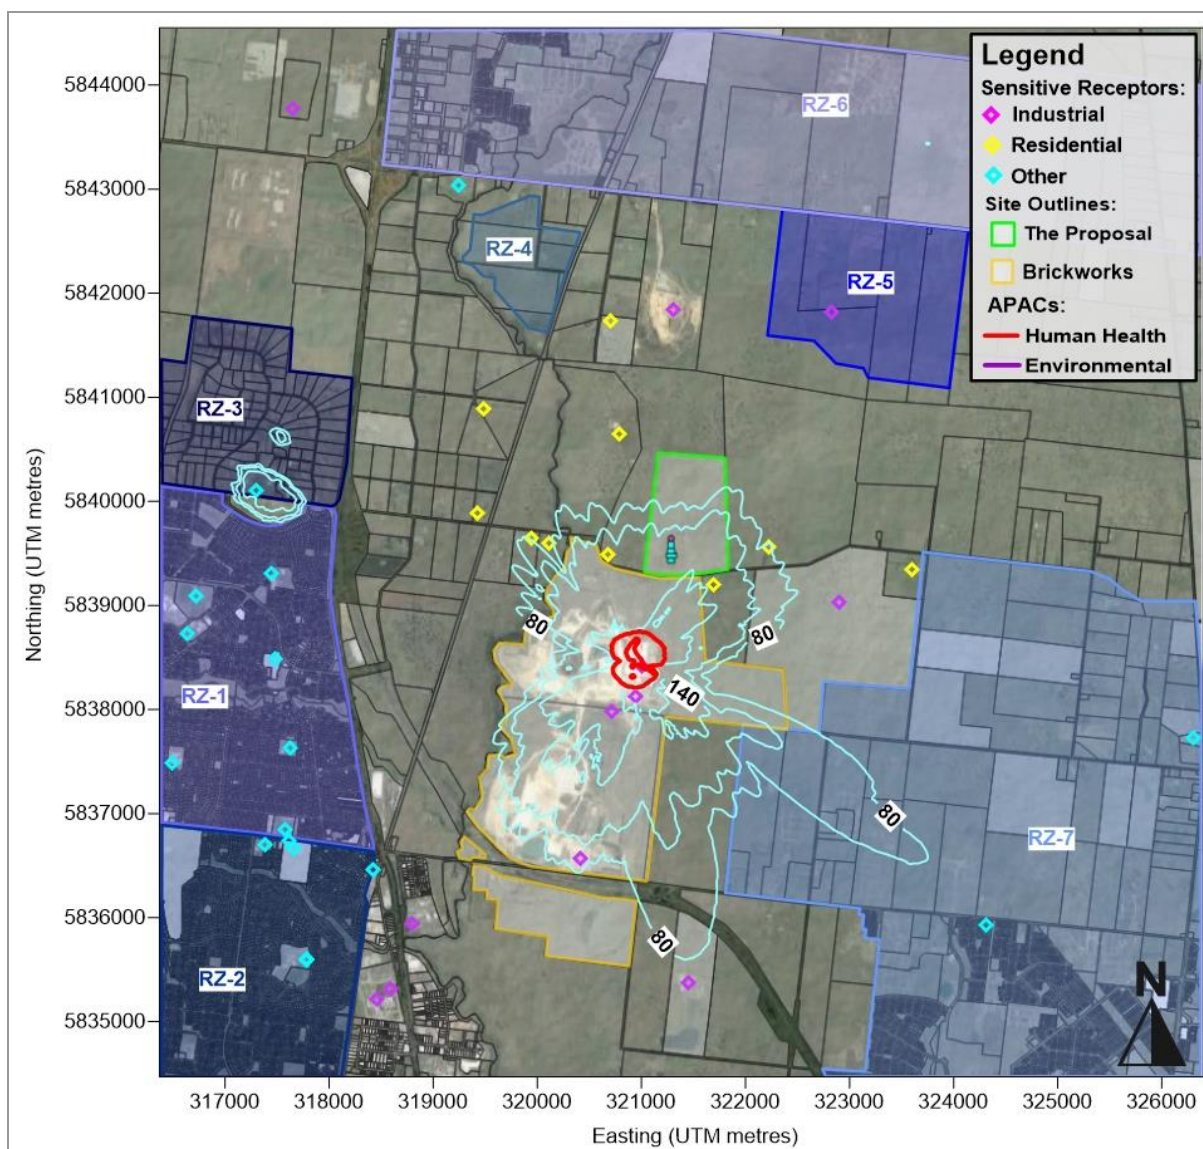 Legend
Sensitive Receptors:
Industrial
Residential
Other
Site Outlines:
The Proposal
Brickworks
APACs:
Human Health
Environmental
RZ-6
RZ-4
RZ-5
RZ-3
RZ-1
RZ-7
RZ-2
80
80
140
80
80
N
5844000
5843000
5842000
5841000
5840000
5839000
5838000
5837000
5836000
5835000
Northing (UTM metres)
317000 318000 319000 320000 321000 322000 323000 324000 325000 326000
Easting (UTM metres)